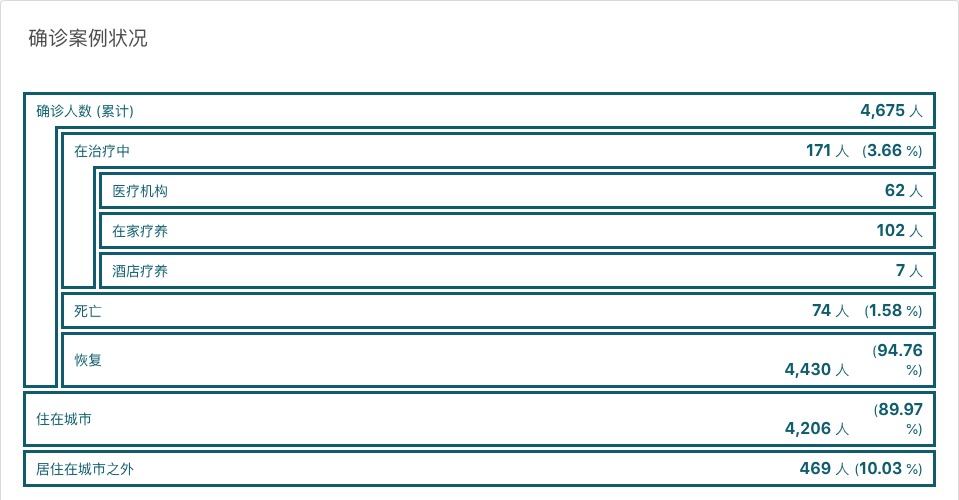 确诊案例状况
确诊人数 (累计) 4,675 人
在治疗中 171 人 (3.66 %)
医疗机构 62 人
在家疗养 102 人
酒店疗养 7 人
死亡 74 人 (1.58 %)
恢复 4,430 人 (94.76 %)
住在城市 4,206 人 (89.97 %)
居住在城市之外 469 人 (10.03 %)